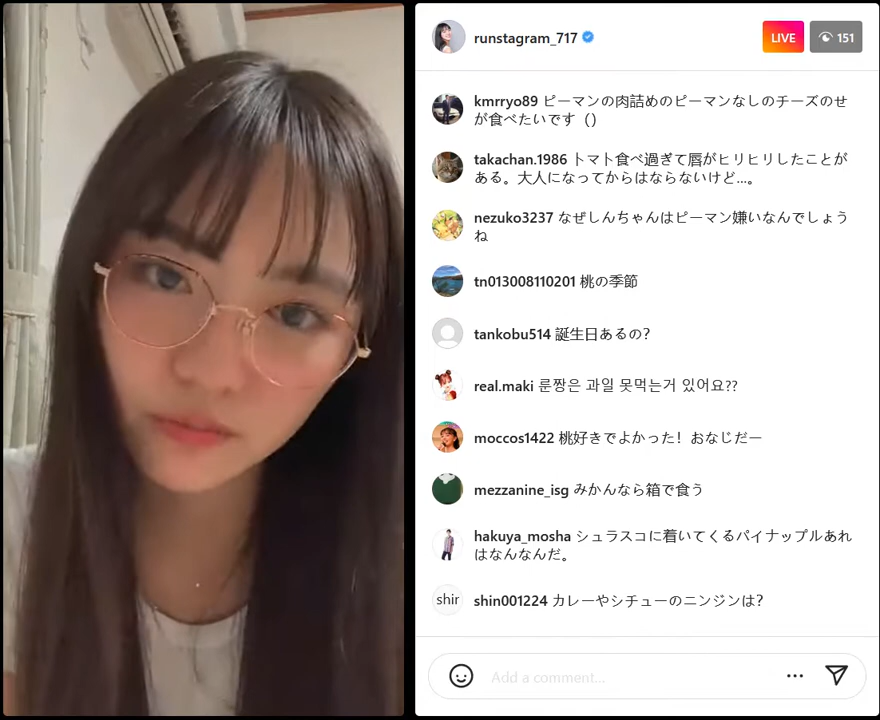 runstagram_717
LIVE
151
kmrryo89 ピーマンの肉詰めのピーマンなしのチーズのせ
が食べたいです（）
takachan.1986 トマト食べ過ぎて唇がヒリヒリしたことが
ある。大人になってからはならないけど...。
nezuko3237 なぜしんちゃんはピーマン嫌いなんでしょう
ね
tn013008110201 桃の季節
tankobu514 誕生日あるの？
real.maki 룬짱은 과일 못먹는거 있어요??
moccos1422 桃好きでよかった！おなじだー
mezzanine_isg みかんなら箱で食う
hakuya_mosha シュラスコに着いてくるパイナップルあれ
はなんなんだ。
shir
shin001224 カレーやシチューのニンジンは？
Add a comment...